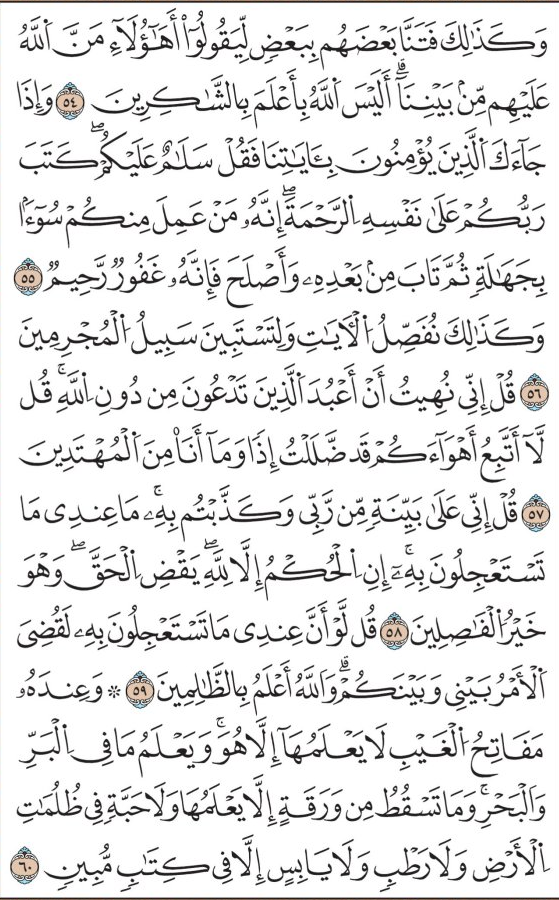 وَكَذَٰلِكَ فَتَنَّا بَعْضَهُم بِبَعْضٍ لِّيَقُولُوٓا۟ أَهَٰٓؤُلَآءِ مَنَّ ٱللَّهُ
عَلَيْهِم مِّنۢ بَيْنِنَآۗ أَلَيْسَ ٱللَّهُ بِأَعْلَمَ بِٱلشَّٰكِرِينَ ٥٤ وَإِذَا
جَآءَكَ ٱلَّذِينَ يُؤْمِنُونَ بِـَٔايَٰتِنَا فَقُلْ سَلَٰمٌ عَلَيْكُمْۖ كَتَبَ
رَبُّكُمْ عَلَىٰ نَفْسِهِ ٱلرَّحْمَةَۖ إِنَّهُۥ مَنْ عَمِلَ مِنكُمْ سُوٓءَۢا
بِجَهَٰلَةٖ ثُمَّ تَابَ مِنۢ بَعْدِهِۦ وَأَصْلَحَ فَإِنَّهُۥ غَفُورٌ رَّحِيمٌ ٥٥
وَكَذَٰلِكَ نُفَصِّلُ ٱلْأٓيَٰتِ وَلِتَسْتَبِينَ سَبِيلُ ٱلْمُجْرِمِينَ
٥٦ قُلْ إِنِّي نُهِيتُ أَنْ أَعْبُدَ ٱلَّذِينَ تَدْعُونَ مِن دُونِ ٱللَّهِۚ قُل
لَّآ أَتَّبِعُ أَهْوَآءَكُمْ قَد ضَّلَلْتُ إِذٗا وَمَآ أَنَا۠ مِنَ ٱلْمُهْتَدِينَ
٥٧ قُلْ إِنِّي عَلَىٰ بَيِّنَةٖ مِّن رَّبِّي وَكَذَّبْتُم بِهِۦۚ مَا عِندِي مَا
تَسْتَعْجِلُونَ بِهِۦٓۚ إِنِ ٱلْحُكْمُ إِلَّا لِلَّهِۖ يَقْضِ ٱلْحَقَّۖ وَهْوَ
خَيْرُ ٱلْفَٰصِلِينَ ٥٨ قُل لَّوْ أَنَّ عِندِي مَا تَسْتَعْجِلُونَ بِهِۦ لَقُضِيَ
ٱلْأَمْرُ بَيْنِي وَبَيْنَكُمْۗ وَٱللَّهُ أَعْلَمُ بِٱلظَّٰلِمِينَ ٥٩ ۞ وَعِندَهُۥ
مَفَاتِحُ ٱلْغَيْبِ لَا يَعْلَمُهَآ إِلَّا هُوَۚ وَيَعْلَمُ مَا فِي ٱلْبَرِّ
وَٱلْبَحْرِۚ وَمَا تَسْقُطُ مِن وَرَقَةٍ إِلَّا يَعْلَمُهَا وَلَا حَبَّةٖ فِي ظُلُمَٰتِ
ٱلْأَرْضِ وَلَا رَطْبٖ وَلَا يَابِسٍ إِلَّا فِي كِتَٰبٖ مُّبِينٖ ٦٠